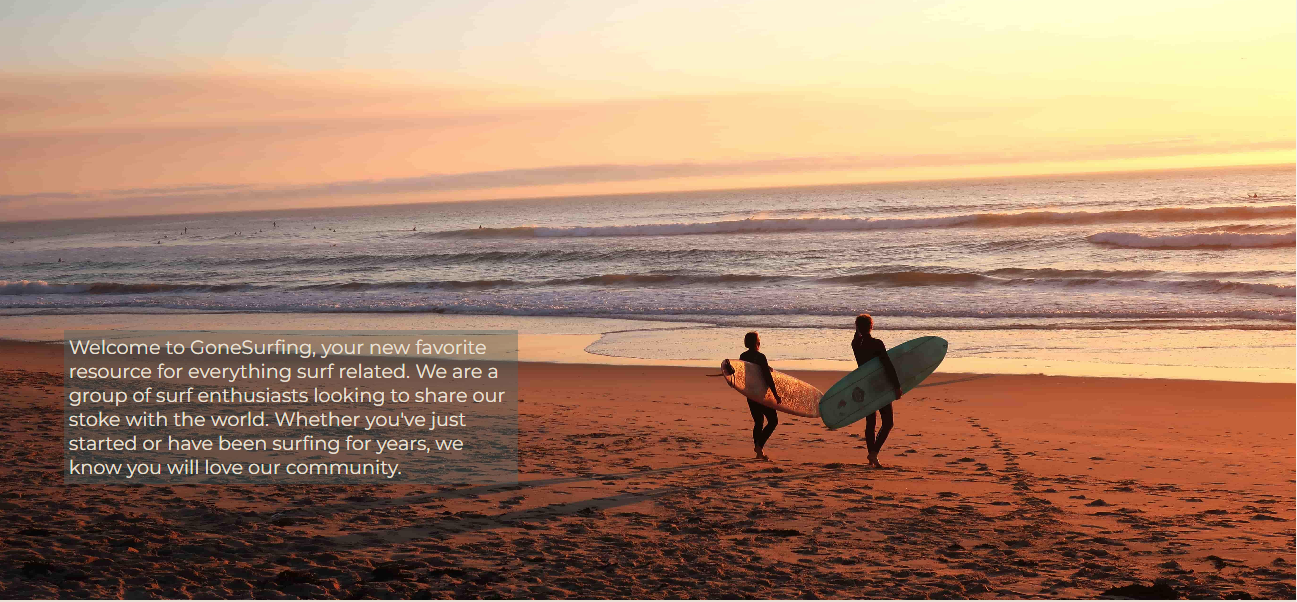 Welcome to GoneSurfing, your new favorite
resource for everything surf related. We are a
group of surf enthusiasts looking to share our
stoke with the world. Whether you've just
started or have been surfing for years, we
know you will love our community.